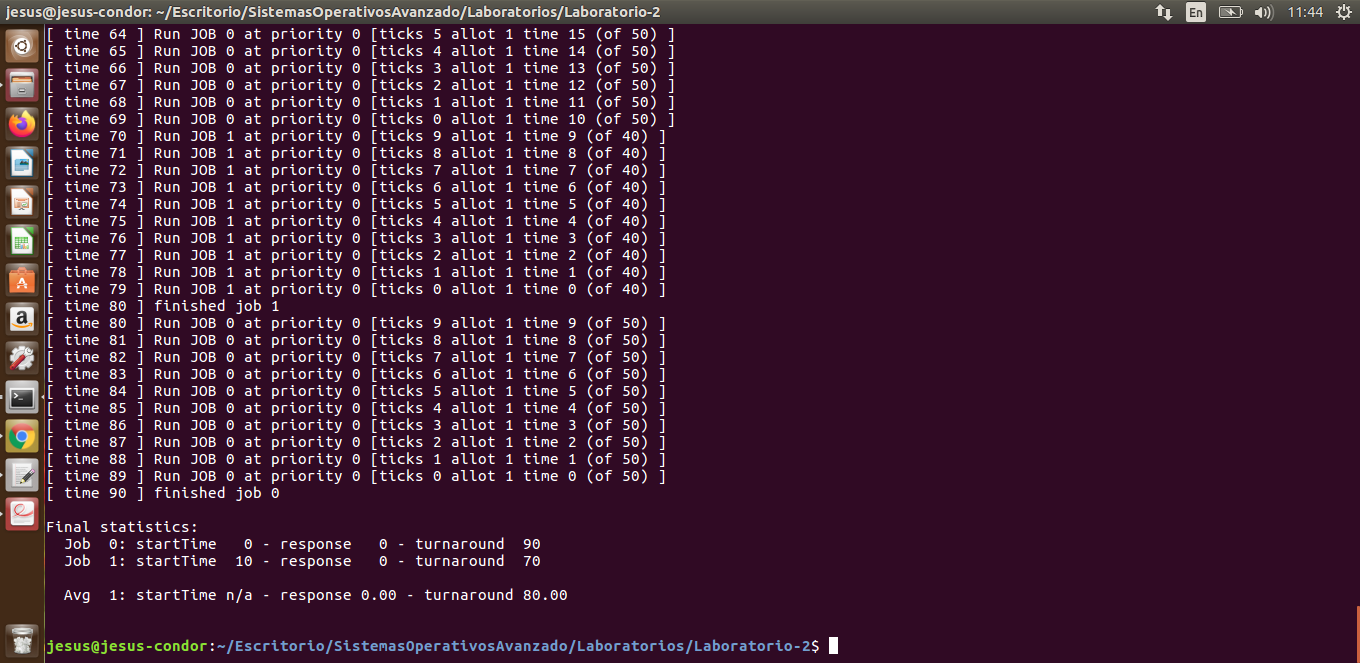 jesus@jesus-condor: ~/Escritorio/SistemasOperativosAvanzado/Laboratorios/Laboratorio-2 En 11:44
[ time 64 ] Run JOB 0 at priority 0 [ticks 5 allot 1 time 15 (of 50) ]
[ time 65 ] Run JOB 0 at priority 0 [ticks 4 allot 1 time 14 (of 50) ]
[ time 66 ] Run JOB 0 at priority 0 [ticks 3 allot 1 time 13 (of 50) ]
[ time 67 ] Run JOB 0 at priority 0 [ticks 2 allot 1 time 12 (of 50) ]
[ time 68 ] Run JOB 0 at priority 0 [ticks 1 allot 1 time 11 (of 50) ]
[ time 69 ] Run JOB 0 at priority 0 [ticks 0 allot 1 time 10 (of 50) ]
[ time 70 ] Run JOB 1 at priority 0 [ticks 9 allot 1 time 9 (of 40) ]
[ time 71 ] Run JOB 1 at priority 0 [ticks 8 allot 1 time 8 (of 40) ]
[ time 72 ] Run JOB 1 at priority 0 [ticks 7 allot 1 time 7 (of 40) ]
[ time 73 ] Run JOB 1 at priority 0 [ticks 6 allot 1 time 6 (of 40) ]
[ time 74 ] Run JOB 1 at priority 0 [ticks 5 allot 1 time 5 (of 40) ]
[ time 75 ] Run JOB 1 at priority 0 [ticks 4 allot 1 time 4 (of 40) ]
[ time 76 ] Run JOB 1 at priority 0 [ticks 3 allot 1 time 3 (of 40) ]
[ time 77 ] Run JOB 1 at priority 0 [ticks 2 allot 1 time 2 (of 40) ]
[ time 78 ] Run JOB 1 at priority 0 [ticks 1 allot 1 time 1 (of 40) ]
[ time 79 ] Run JOB 1 at priority 0 [ticks 0 allot 1 time 0 (of 40) ]
[ time 80 ] finished job 1
[ time 80 ] Run JOB 0 at priority 0 [ticks 9 allot 1 time 9 (of 50) ]
[ time 81 ] Run JOB 0 at priority 0 [ticks 8 allot 1 time 8 (of 50) ]
[ time 82 ] Run JOB 0 at priority 0 [ticks 7 allot 1 time 7 (of 50) ]
[ time 83 ] Run JOB 0 at priority 0 [ticks 6 allot 1 time 6 (of 50) ]
[ time 84 ] Run JOB 0 at priority 0 [ticks 5 allot 1 time 5 (of 50) ]
[ time 85 ] Run JOB 0 at priority 0 [ticks 4 allot 1 time 4 (of 50) ]
[ time 86 ] Run JOB 0 at priority 0 [ticks 3 allot 1 time 3 (of 50) ]
[ time 87 ] Run JOB 0 at priority 0 [ticks 2 allot 1 time 2 (of 50) ]
[ time 88 ] Run JOB 0 at priority 0 [ticks 1 allot 1 time 1 (of 50) ]
[ time 89 ] Run JOB 0 at priority 0 [ticks 0 allot 1 time 0 (of 50) ]
[ time 90 ] finished job 0
Final statistics:
Job  0: startTime   0 - response   0 - turnaround  90
Job  1: startTime  10 - response   0 - turnaround  70
Avg  1: startTime n/a - response 0.00 - turnaround 80.00
jesus@jesus-condor:~/Escritorio/SistemasOperativosAvanzado/Laboratorios/Laboratorio-2$